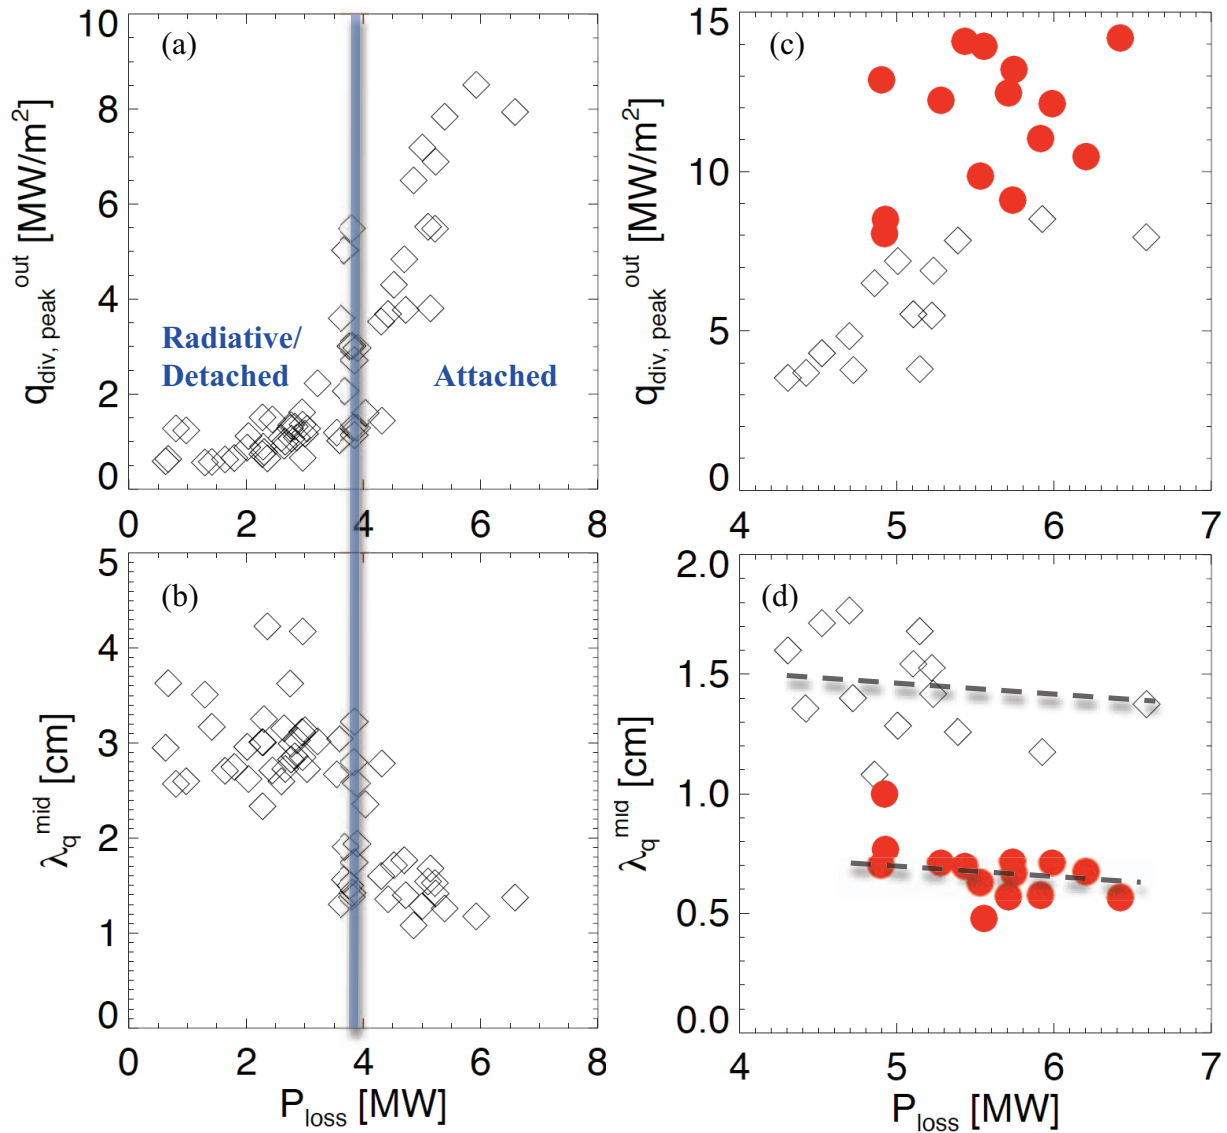 (a)
10
8
6
4
2
0
q_div, peak^out [MW/m²]
Radiative/
Detached
Attached
0 2 4 6 8
(c)
15
10
5
0
q_div, peak^out [MW/m²]
4 5 6 7
(b)
5
4
3
2
1
0
λ_q^mid [cm]
0 2 4 6 8
P_loss [MW]
(d)
2.0
1.5
1.0
0.5
0.0
λ_q^mid [cm]
4 5 6 7
P_loss [MW]